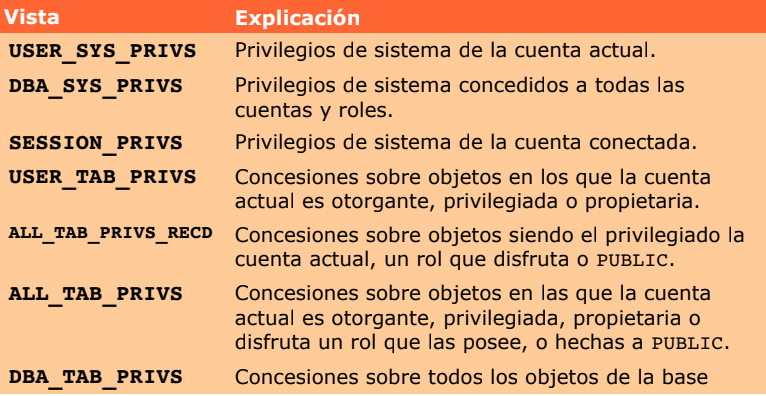 Vista Explicación
USER_SYS_PRIVS Privilegios de sistema de la cuenta actual.
DBA_SYS_PRIVS Privilegios de sistema concedidos a todas las
cuentas y roles.
SESSION_PRIVS Privilegios de sistema de la cuenta conectada.
USER_TAB_PRIVS Concesiones sobre objetos en los que la cuenta
actual es otorgante, privilegiada o propietaria.
ALL_TAB_PRIVS_RECD Concesiones sobre objetos siendo el privilegiado la
cuenta actual, un rol que disfruta o PUBLIC.
ALL_TAB_PRIVS Concesiones sobre objetos en las que la cuenta
actual es otorgante, privilegiada, propietaria o
disfruta un rol que las posee, o hechas a PUBLIC.
DBA_TAB_PRIVS Concesiones sobre todos los objetos de la base